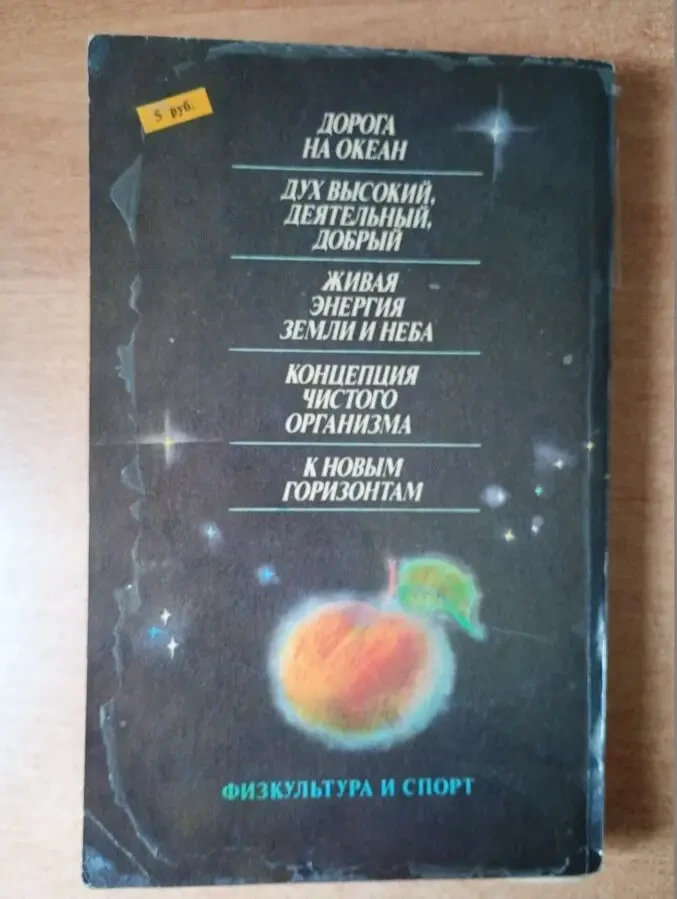 5 руб.
ДОРОГА
НА ОКЕАН
ДУХ ВЫСОКИЙ,
ДЕЯТЕЛЬНЫЙ,
ДОБРЫЙ
ЖИВАЯ
ЭНЕРГИЯ
ЗЕМЛИ И НЕБА
КОНЦЕПЦИЯ
ЧИСТОГО
ОРГАНИЗМА
К НОВЫМ
ГОРИЗОНТАМ
ФИЗКУЛЬТУРА И СПОРТ